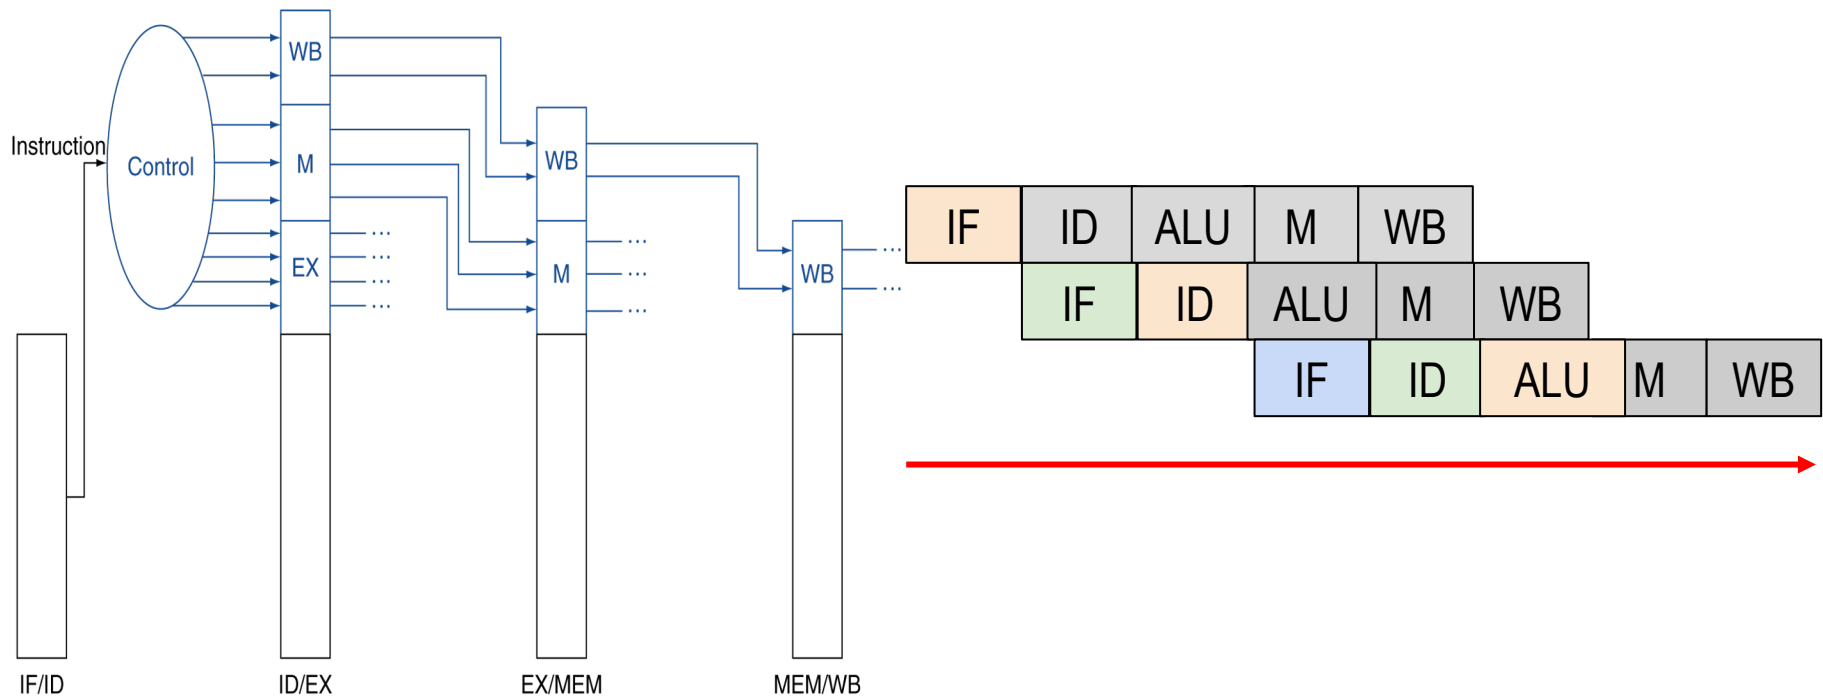 WB
Instruction
Control
M
WB
EX
...
...
...
...
M
...
...
...
WB
...
...
IF/ID
ID/EX
EX/MEM
MEM/WB
IF ID ALU M WB
IF ID ALU M WB
IF ID ALU M WB